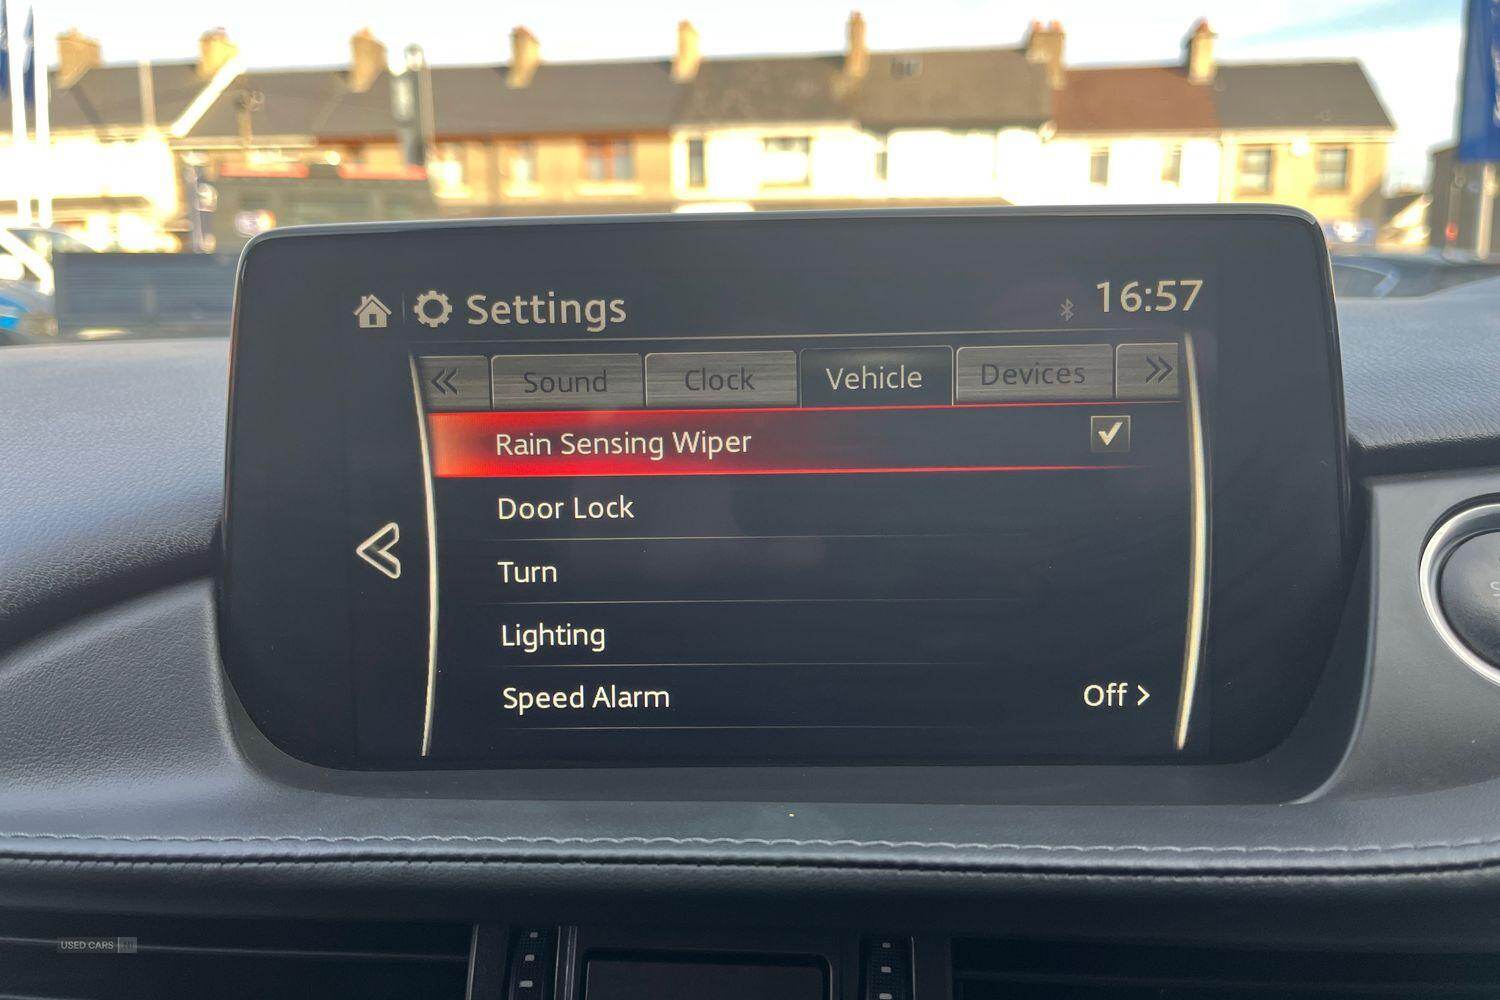 Settings
16:57
Sound
Clock
Vehicle
Devices
Rain Sensing Wiper
Door Lock
Turn
Lighting
Speed Alarm
Off >
USED CARS NI